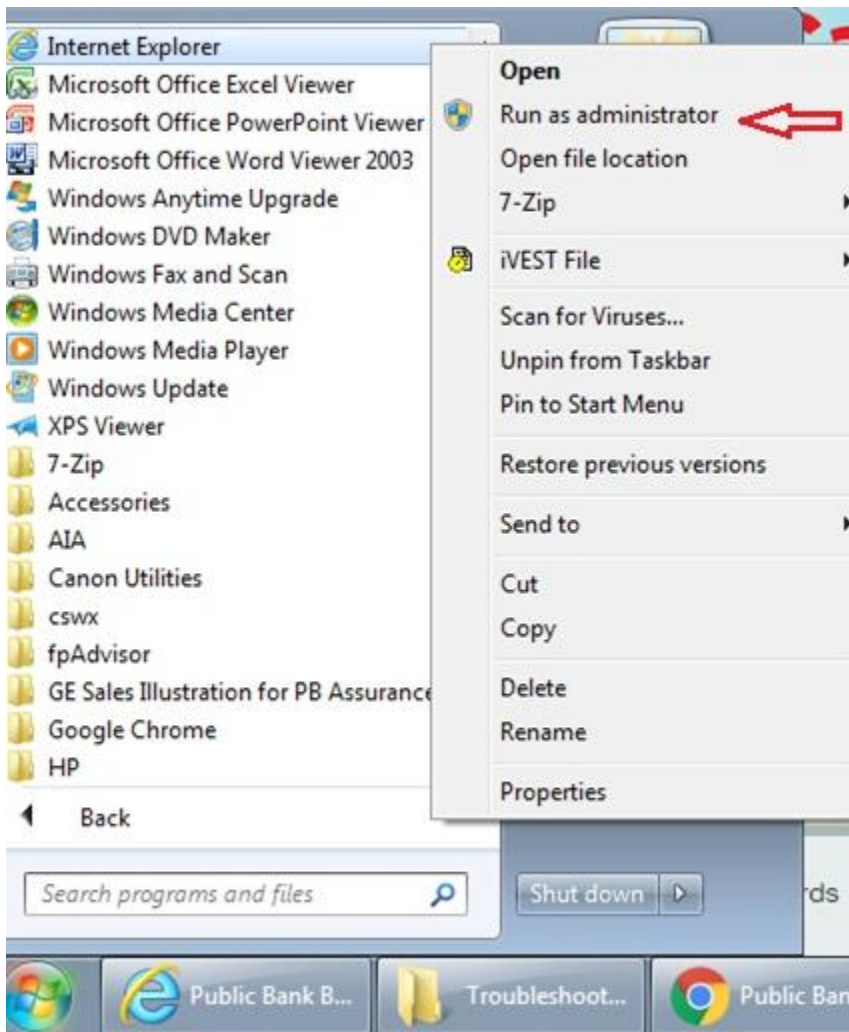 Internet Explorer
Microsoft Office Excel Viewer
Microsoft Office PowerPoint Viewer
Microsoft Office Word Viewer 2003
Windows Anytime Upgrade
Windows DVD Maker
Windows Fax and Scan
Windows Media Center
Windows Media Player
Windows Update
XPS Viewer
7-Zip
Accessories
AIA
Canon Utilities
cswx
fpAdvisor
GE Sales Illustration for PB Assurance
Google Chrome
HP
Back
Search programs and files
Open
Run as administrator
Open file location
7-Zip
iVEST File
Scan for Viruses...
Unpin from Taskbar
Pin to Start Menu
Restore previous versions
Send to
Cut
Copy
Delete
Rename
Properties
Shut down
rds
Public Bank B...
Troubleshoot...
Public Ban